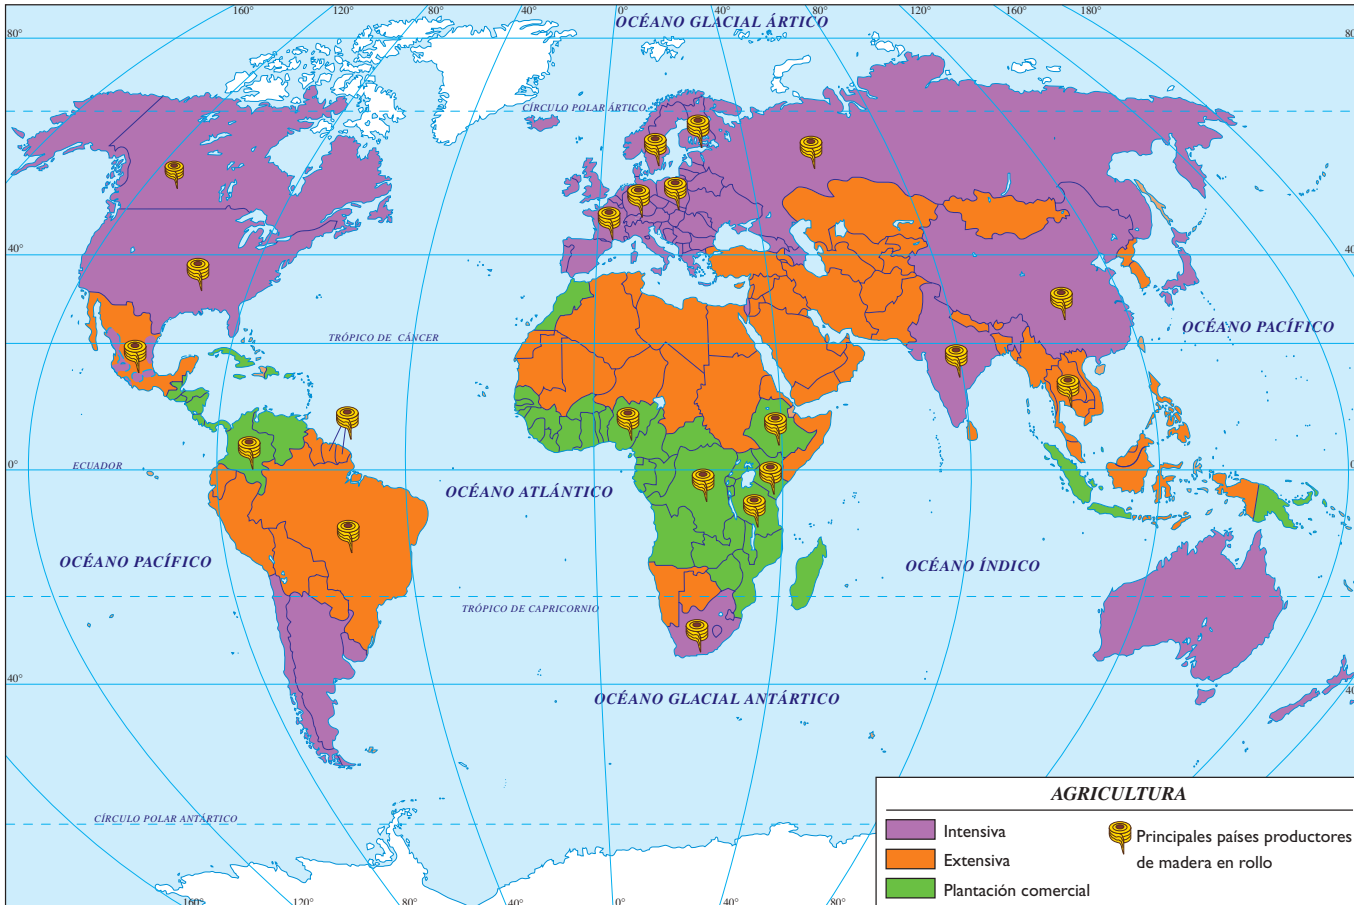 160°
120°
80°
40°
0°
40°
80°
120°
160°
180°
OCÉANO GLACIAL ÁRTICO
80°
80
CÍRCULO POLAR ÁRTICO
40°
40°
TRÓPICO DE CÁNCER
OCÉANO PACÍFICO
ECUADOR
0°
OCÉANO ATLÁNTICO
OCÉANO PACÍFICO
OCÉANO ÍNDICO
TRÓPICO DE CAPRICORNIO
40°
40
OCÉANO GLACIAL ANTÁRTICO
CÍRCULO POLAR ANTÁRTICO
AGRICULTURA
Intensiva
Extensiva
Plantación comercial
Principales países productores
de madera en rollo
160°
120°
80°
40°
0°
40°
80°
120°
160°